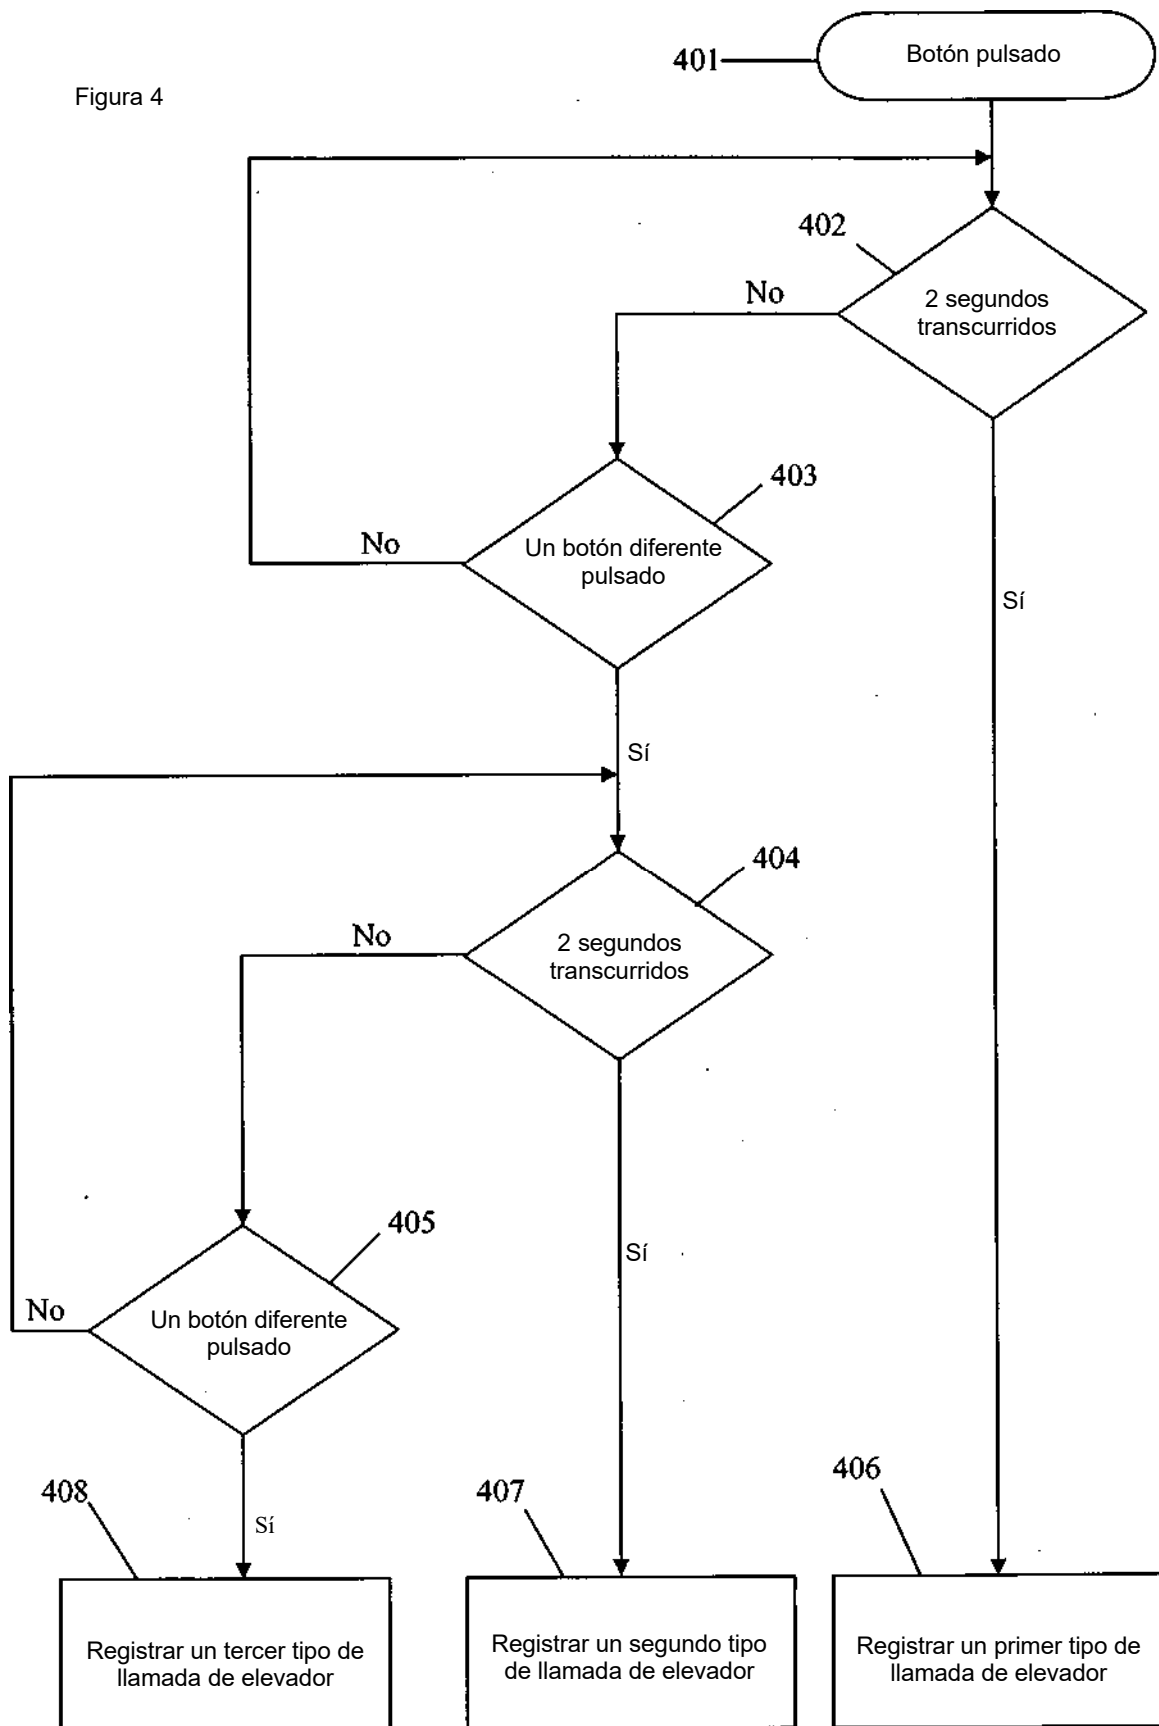 401
Botón pulsado
Figura 4
402
2 segundos
transcurridos
No
403
Un botón diferente
pulsado
No
Sí
Sí
404
2 segundos
transcurridos
No
405
Un botón diferente
pulsado
No
Sí
Sí
408
407
406
Registrar un tercer tipo de
llamada de elevador
Registrar un segundo tipo
de llamada de elevador
Registrar un primer tipo de
llamada de elevador